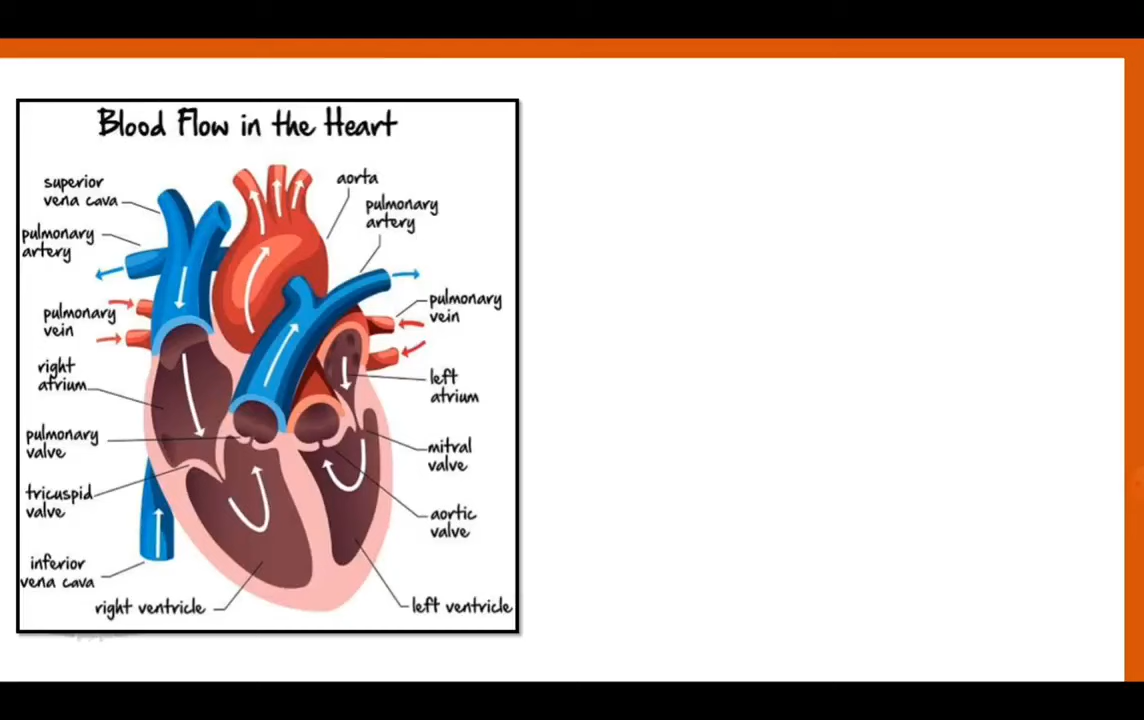 Blood Flow in the Heart
superior
vena cava
pulmonary
artery
pulmonary
vein
right
atrium
pulmonary
valve
tricuspid
valve
inferior
vena cava
right ventricle
aorta
pulmonary
artery
pulmonary
vein
left
atrium
mitral
valve
aortic
valve
left ventricle